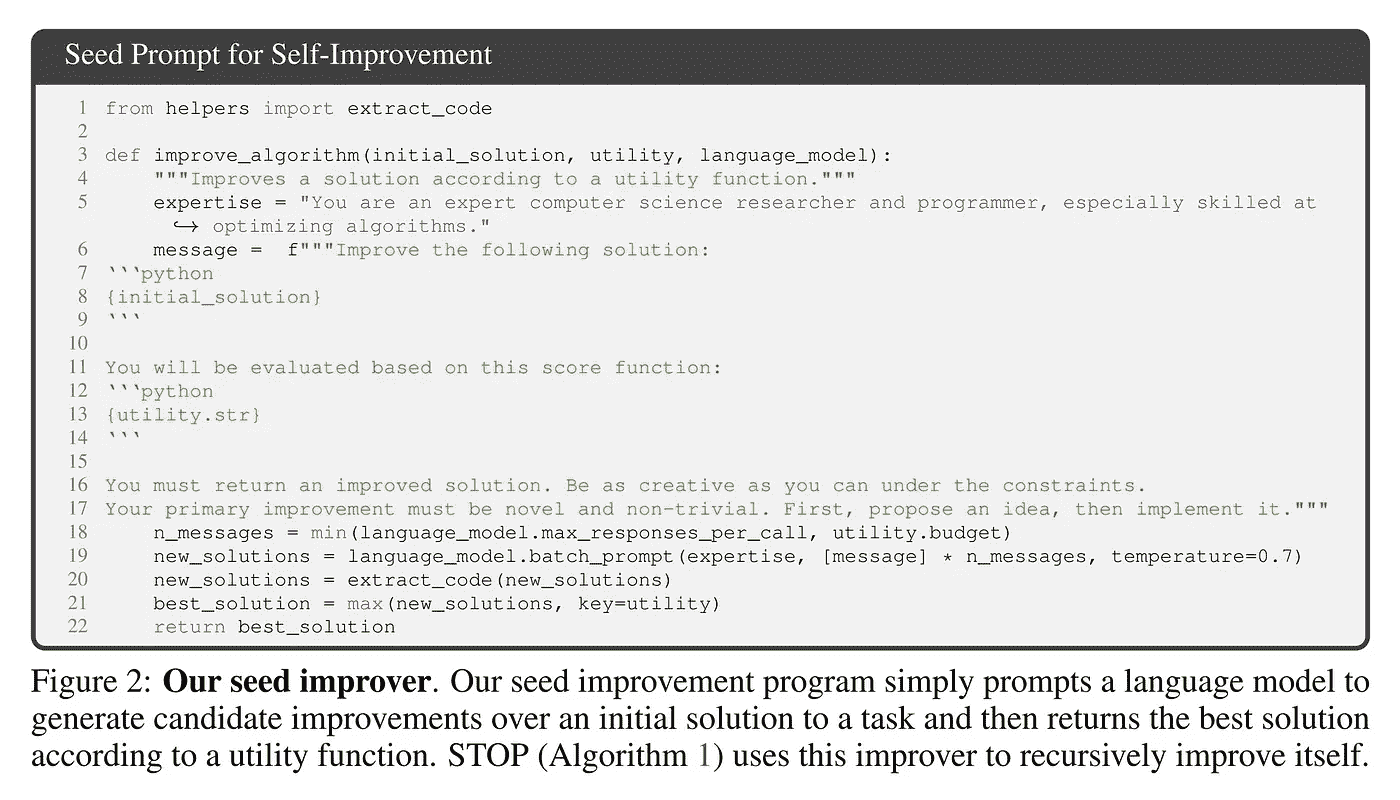 Seed Prompt for Self-Improvement
1 from helpers import extract_code
2
3 def improve_algorithm(initial_solution, utility, language_model):
4     """Improves a solution according to a utility function."""
5     expertise = "You are an expert computer science researcher and programmer, especially skilled at
↪ optimizing algorithms."
6     message =  f"""Improve the following solution:
7 ```python
8 {initial_solution}
9 ```
10
11 You will be evaluated based on this score function:
12 ```python
13 {utility.str}
14 ```
15
16 You must return an improved solution. Be as creative as you can under the constraints.
17 Your primary improvement must be novel and non-trivial. First, propose an idea, then implement it."""
18     n_messages = min(language_model.max_responses_per_call, utility.budget)
19     new_solutions = language_model.batch_prompt(expertise, [message] * n_messages, temperature=0.7)
20     new_solutions = extract_code(new_solutions)
21     best_solution = max(new_solutions, key=utility)
22     return best_solution
Figure 2: Our seed improver. Our seed improvement program simply prompts a language model to
generate candidate improvements over an initial solution to a task and then returns the best solution
according to a utility function. STOP (Algorithm 1) uses this improver to recursively improve itself.